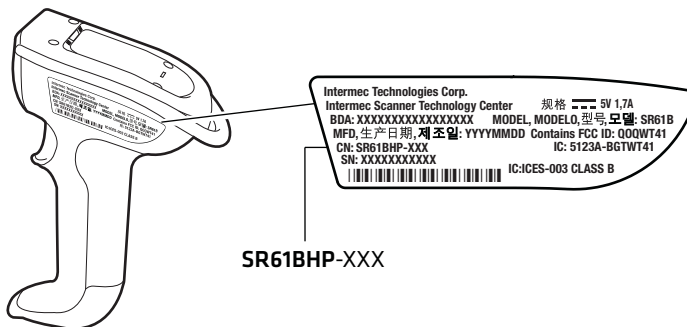 Intermec Technologies Corp.
Intermec Scanner Technology Center 规格 5V 1,7A
BDA: XXXXXXXXXXXXXXXXX MODEL, MODELO,型号,모델: SR61B
MFD,生产日期,제조일: YYYYMMDD Contains FCC ID: QOQWT41
CN: SR61BHP-XXX IC: 5123A-BGTWT41
SN: XXXXXXXXXXX
IC:ICES-003 CLASS B
SR61BHP-XXX